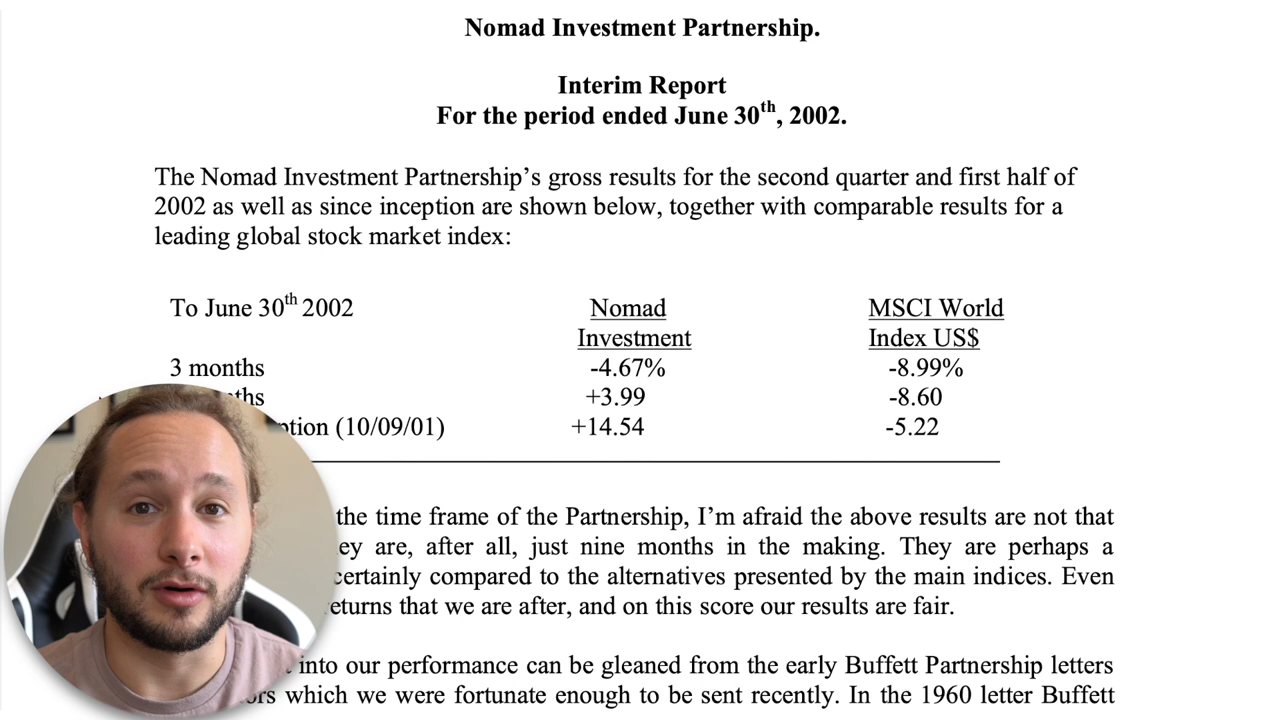 Nomad Investment Partnership.
Interim Report
For the period ended June 30th, 2002.
The Nomad Investment Partnership's gross results for the second quarter and first half of
2002 as well as since inception are shown below, together with comparable results for a
leading global stock market index:
To June 30th 2002 Nomad MSCI World
Investment Index US$
3 months -4.67% -8.99%
+3.99 -8.60
(10/09/01) +14.54 -5.22
the time frame of the Partnership, I'm afraid the above results are not that
are, after all, just nine months in the making. They are perhaps a
certainly compared to the alternatives presented by the main indices. Even
returns that we are after, and on this score our results are fair.
into our performance can be gleaned from the early Buffett Partnership letters
which we were fortunate enough to be sent recently. In the 1960 letter Buffett